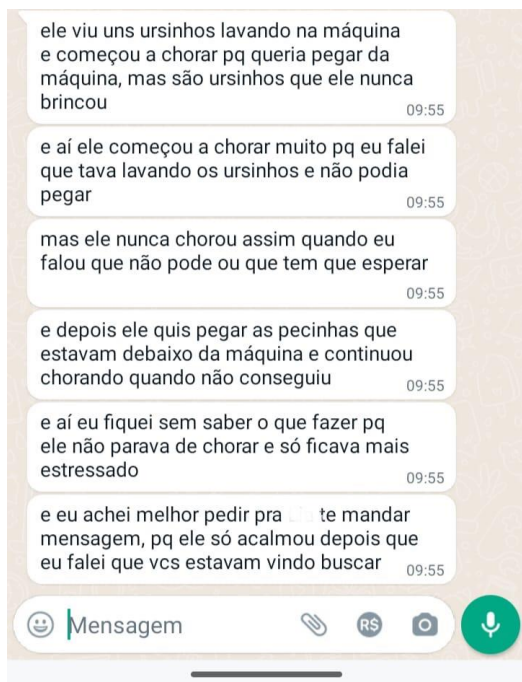 ele viu uns ursinhos lavando na máquina
e começou a chorar pq queria pegar da
máquina, mas são ursinhos que ele nunca
brincou
09:55
e aí ele começou a chorar muito pq eu falei
que tava lavando os ursinhos e não podia
pegar
09:55
mas ele nunca chorou assim quando eu
falou que não pode ou que tem que esperar
09:55
e depois ele quis pegar as pecinhas que
estavam debaixo da máquina e continuou
chorando quando não conseguiu
09:55
e aí eu fiquei sem saber o que fazer pq
ele não parava de chorar e só ficava mais
estressado
09:55
e eu achei melhor pedir pra te mandar
mensagem, pq ele só acalmou depois que
eu falei que vcs estavam vindo buscar
09:55
Mensagem
R$